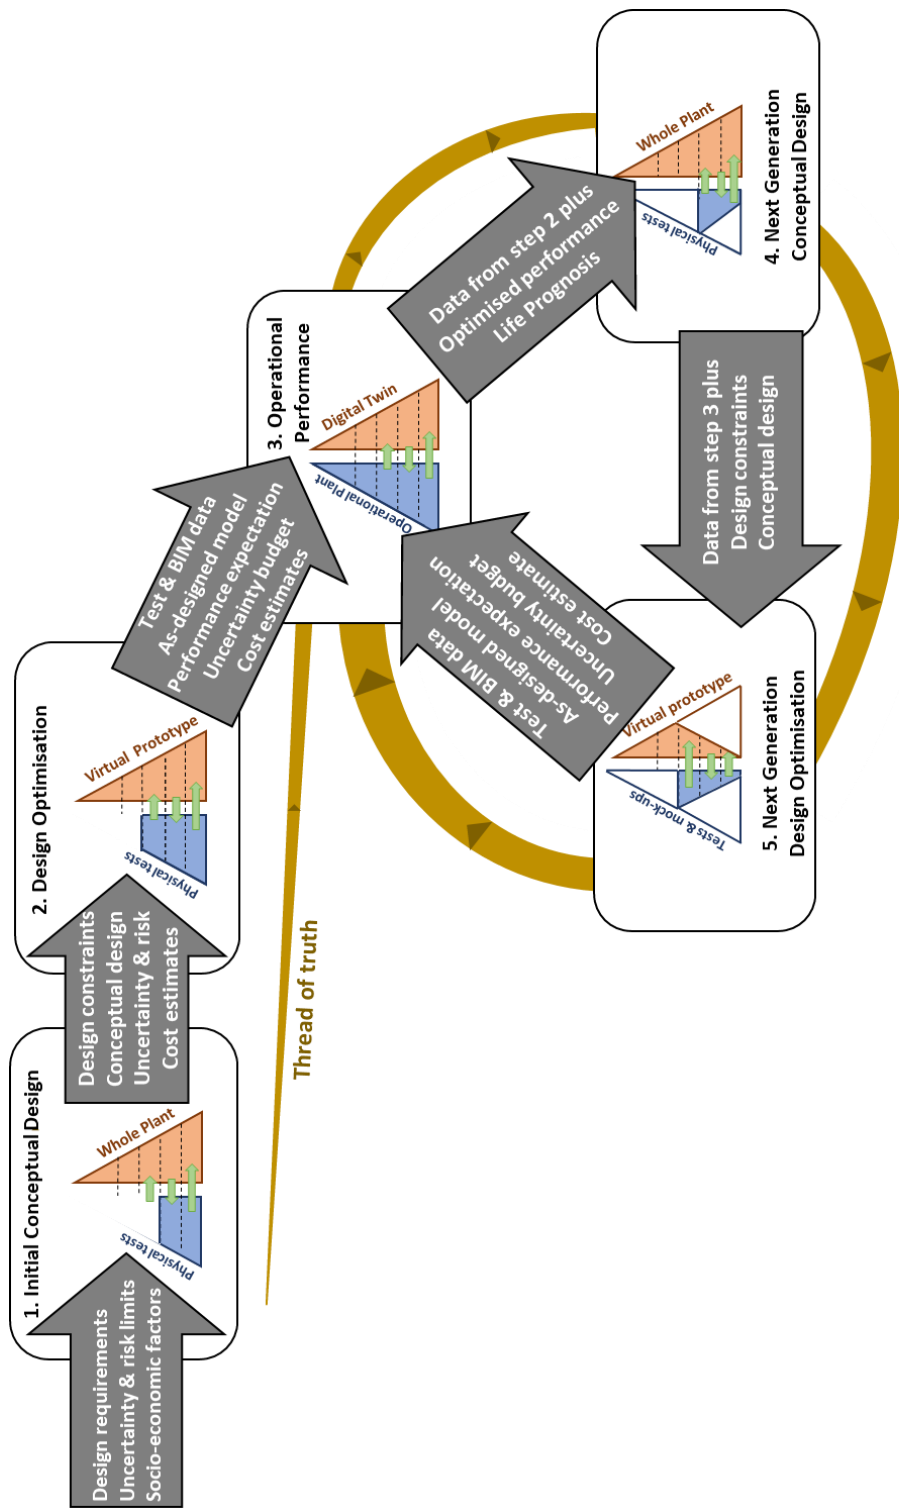 Design requirements
Uncertainty & risk limits
Socio-economic factors
1. Initial Conceptual Design
Physical tests
Whole Plant
Design constraints
Conceptual design
Uncertainty & risk
Cost estimates
2. Design Optimisation
Physical tests
Virtual Prototype
Test & BIM data
As-designed model
Performance expectation
Uncertainty budget
Cost estimates
3. Operational
Performance
Operational Plant
Digital Twin
Data from step 2 plus
Optimised performance
Life Prognosis
Physical tests
Whole Plant
4. Next Generation
Conceptual Design
Data from step 3 plus
Design constraints
Conceptual design
Tests & mock-ups
Virtual prototype
5. Next Generation
Design Optimisation
Test & BIM data
As-designed model
Performance expectation
Uncertainty budget
Cost estimate
Thread of truth